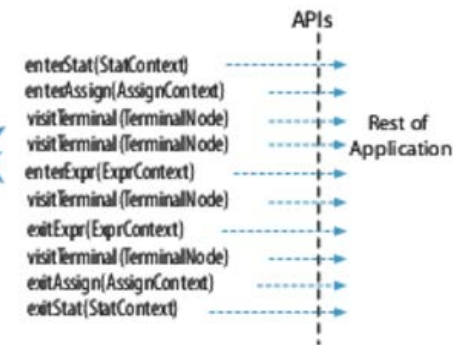 APIs
enterStat(StatContext)
enterAssign(AssignContext)
visitTerminal(TerminalNode)
visitTerminal(TerminalNode)
enterExpr(ExprContext)
visitTerminal(TerminalNode)
exitExpr(ExprContext)
visitTerminal(TerminalNode)
exitAssign(AssignContext)
exitStat(StatContext)
Rest of
Application